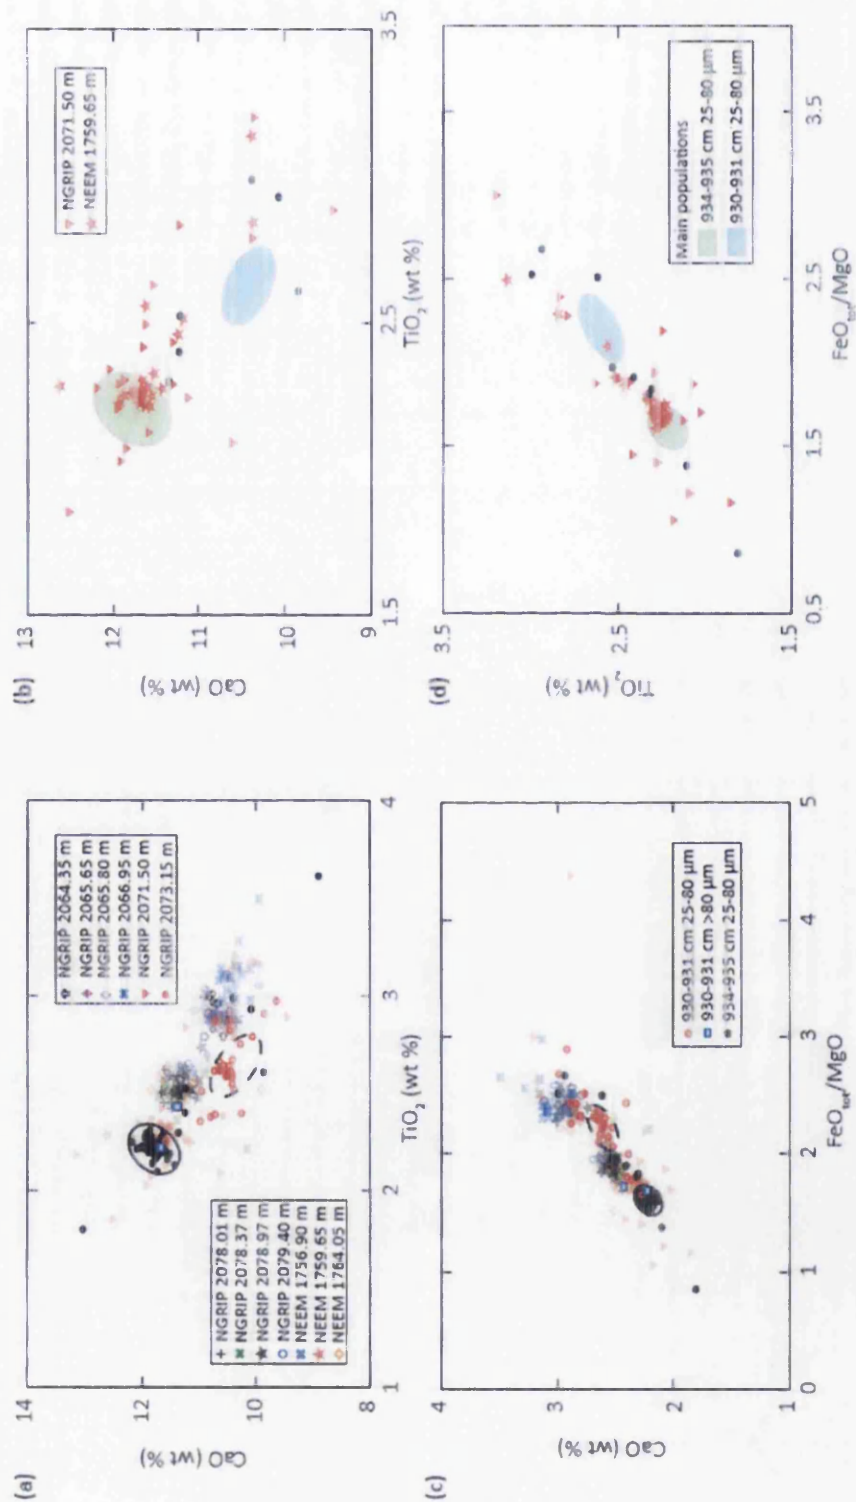 (a)
CaO (wt %)
14
12
10
8
1
2
3
4
TiO₂ (wt %)
NGRIP 2064.35 m
NGRIP 2065.65 m
NGRIP 2065.80 m
NGRIP 2066.95 m
NGRIP 2071.50 m
NGRIP 2073.15 m
NGRIP 2078.01 m
NGRIP 2078.37 m
NGRIP 2078.97 m
NGRIP 2079.40 m
NEEM 1756.90 m
NEEM 1759.65 m
NEEM 1764.05 m
(b)
CaO (wt %)
13
12
11
10
9
1.5
2.5
3.5
TiO₂ (wt %)
NGRIP 2071.50 m
NEEM 1759.65 m
(c)
CaO (wt %)
4
3
2
1
0
1
2
3
4
5
FeO_tot/MgO
930-931 cm 25-80 µm
930-931 cm >80 µm
934-935 cm 25-80 µm
(d)
TiO₂ (wt %)
3.5
2.5
1.5
0.5
1.5
2.5
3.5
FeO_tot/MgO
Main populations
934-935 cm 25-80 µm
930-931 cm 25-80 µm